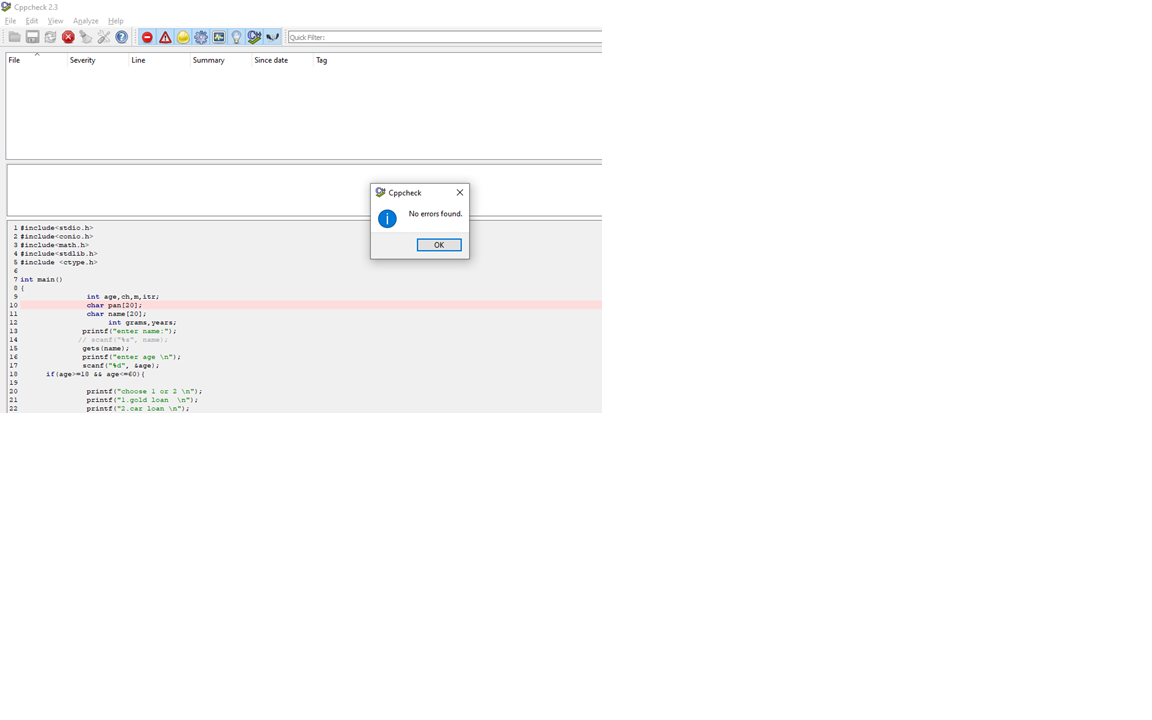 Cppcheck 2.3
File Edit View Analyze Help
Quick Filter:
File Severity Line Summary Since date Tag
Cppcheck
No errors found.
OK
1 #include<stdio.h>
2 #include<conio.h>
3 #include<math.h>
4 #include<stdlib.h>
5 #include <ctype.h>
6
7 int main()
8 {
9 int age,ch,m,itr;
10 char pan[20];
11 char name[20];
12 int grams,years;
13 printf("enter name:");
14 // scanf("%s", name);
15 gets(name);
16 printf("enter age \n");
17 scanf("%d", &age);
18 if(age>=18 && age<=60){
19
20 printf("choose 1 or 2 \n");
21 printf("1.gold loan \n");
22 printf("2.car loan \n");